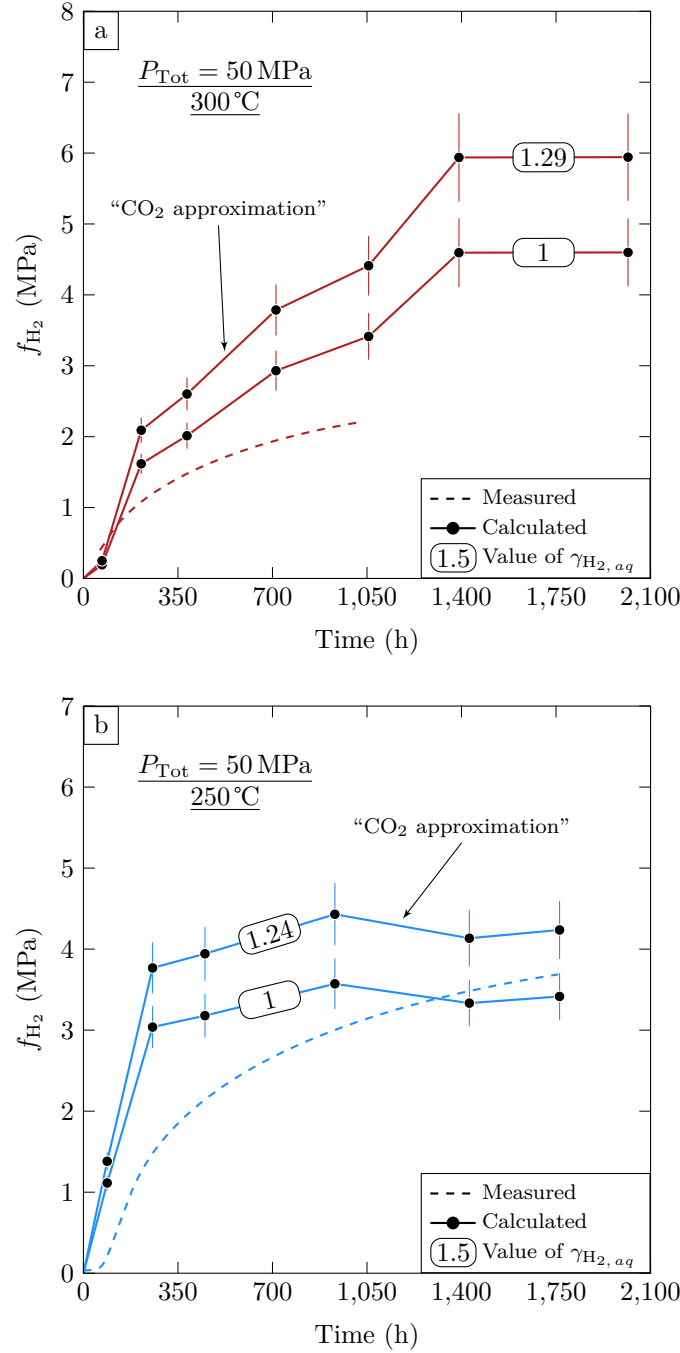 a
P_Tot = 50 MPa
300 °C
“CO₂ approximation”
1.29
1
f_H₂ (MPa)
8
7
6
5
4
3
2
1
0
Measured
Calculated
1.5 Value of γ_H₂, aq
0 350 700 1,050 1,400 1,750 2,100
Time (h)
b
P_Tot = 50 MPa
250 °C
“CO₂ approximation”
1.24
1
f_H₂ (MPa)
7
6
5
4
3
2
1
0
Measured
Calculated
1.5 Value of γ_H₂, aq
0 350 700 1,050 1,400 1,750 2,100
Time (h)